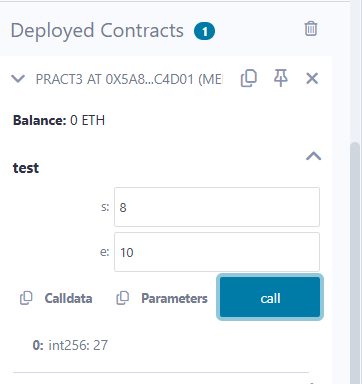 Deployed Contracts 1
PRACT3 AT 0X5A8...C4D01 (ME
Balance: 0 ETH
test
s: 8
e: 10
Calldata Parameters call
0: int256: 27